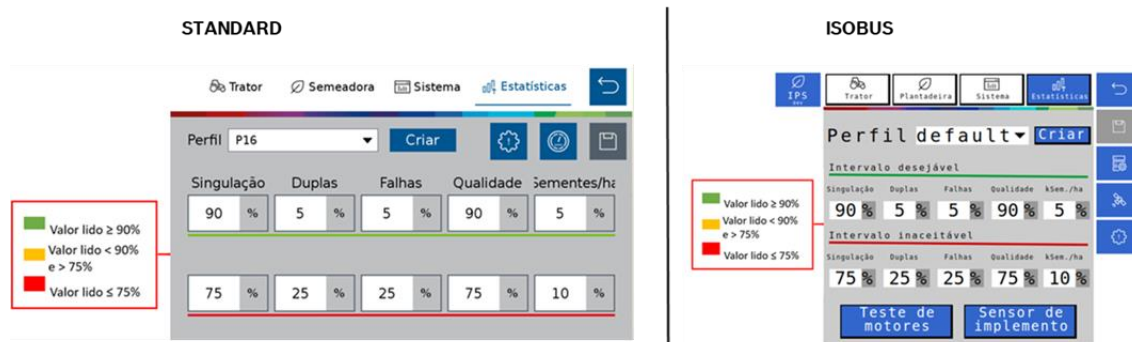 STANDARD
Trator Semeadora Sistema Estatísticas
Perfil P16 Criar
Singulação Duplas Falhas Qualidade Sementes/ha
90 % 5 % 5 % 90 % 5 %
75 % 25 % 25 % 75 % 10 %
Valor lido ≥ 90%
Valor lido < 90%
e > 75%
Valor lido ≤ 75%
ISOBUS
IPS
Trator Plantadeira Sistema Estatísticas
Perfil default Criar
Intervalo desejável
Singulação Duplas Falhas Qualidade kSem./ha
90 % 5 % 5 % 90 % 5 %
Intervalo inaceitável
Singulação Duplas Falhas Qualidade kSem./ha
75 % 25 % 25 % 75 % 10 %
Teste de
motores
Sensor de
implemento
Valor lido ≥ 90%
Valor lido < 90%
e > 75%
Valor lido ≤ 75%